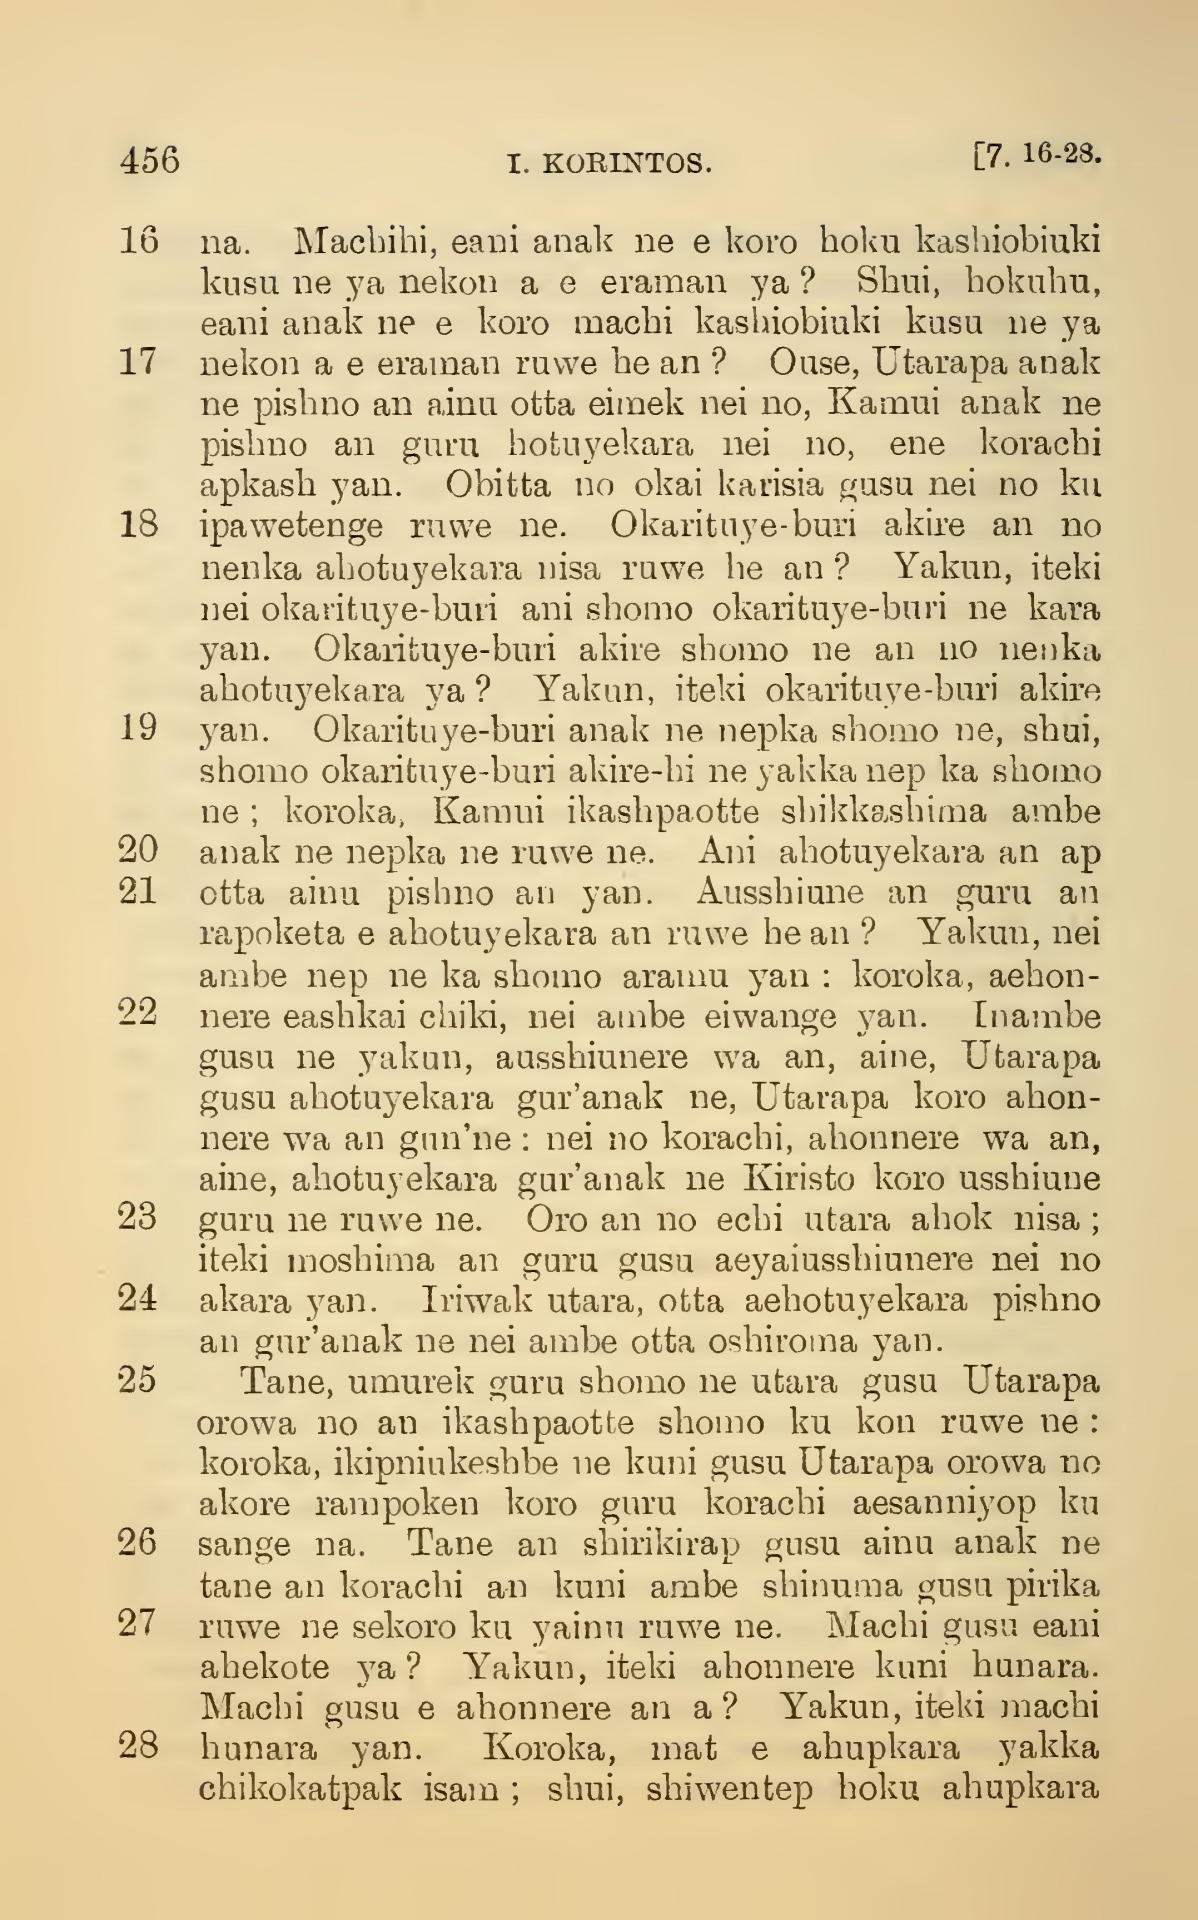 456 I. KORINTOS. [7. 16-28.
16 na. Machihi, eani anak ne e koro hoku kashiobiuki
kusu ne ya nekon a e eraman ya? Shui, hokuhu,
eani anak ne e koro machi kashiobiuki kusu ne ya
17 nekon a e eraman ruwe he an? Ouse, Utarapa anak
ne pishno an ainu otta eimek nei no, Kamui anak ne
pishno an guru hotuyekara nei no, ene korachi
apkash yan. Obitta no okai karisia gusu nei no ku
18 ipawetenge ruwe ne. Okarituye-buri akire an no
nenka ahotuyekara nisa ruwe he an? Yakun, iteki
nei okarituye-buri ani shomo okarituye-buri ne kara
yan. Okarituye-buri akire shomo ne an no nenka
ahotuyekara ya? Yakun, iteki okarituye-buri akire
19 yan. Okarituye-buri anak ne nepka shomo ne, shui,
shomo okarituye-buri akire-hi ne yakka nep ka shomo
ne; koroka, Kamui ikashpaotte shikkashima ambe
20 anak ne nepka ne ruwe ne. Ani ahotuyekara an ap
21 otta ainu pishno an yan. Ausshiune an guru an
rapoketa e ahotuyekara an ruwe he an? Yakun, nei
ambe nep ne ka shomo aramu yan: koroka, aehon-
22 nere eashkai chiki, nei ambe eiwange yan. Inambe
gusu ne yakun, ausshiunere wa an, aine, Utarapa
gusu ahotuyekara gur'anak ne, Utarapa koro ahon-
nere wa an gun'ne: nei no korachi, ahonnere wa an,
aine, ahotuyekara gur'anak ne Kiristo koro usshiune
23 guru ne ruwe ne. Oro an no echi utara ahok nisa;
iteki moshima an guru gusu aeyaiusshiunere nei no
24 akara yan. Iriwak utara, otta aehotuyekara pishno
an gur'anak ne nei ambe otta oshiroma yan.
25 Tane, umurek guru shomo ne utara gusu Utarapa
orowa no an ikashpaotte shomo ku kon ruwe ne:
koroka, ikipniukeshbe ne kuni gusu Utarapa orowa no
akore rampoken koro guru korachi aesanniyop ku
26 sange na. Tane an shirikirap gusu ainu anak ne
tane an korachi an kuni ambe shinuma gusu pirika
27 ruwe ne sekoro ku yainu ruwe ne. Machi gusu eani
ahekote ya? Yakun, iteki ahonnere kuni hunara.
Machi gusu e ahonnere an a? Yakun, iteki machi
28 hunara yan. Koroka, mat e ahupkara yakka
chikokatpak isam; shui, shiwentep hoku ahupkara